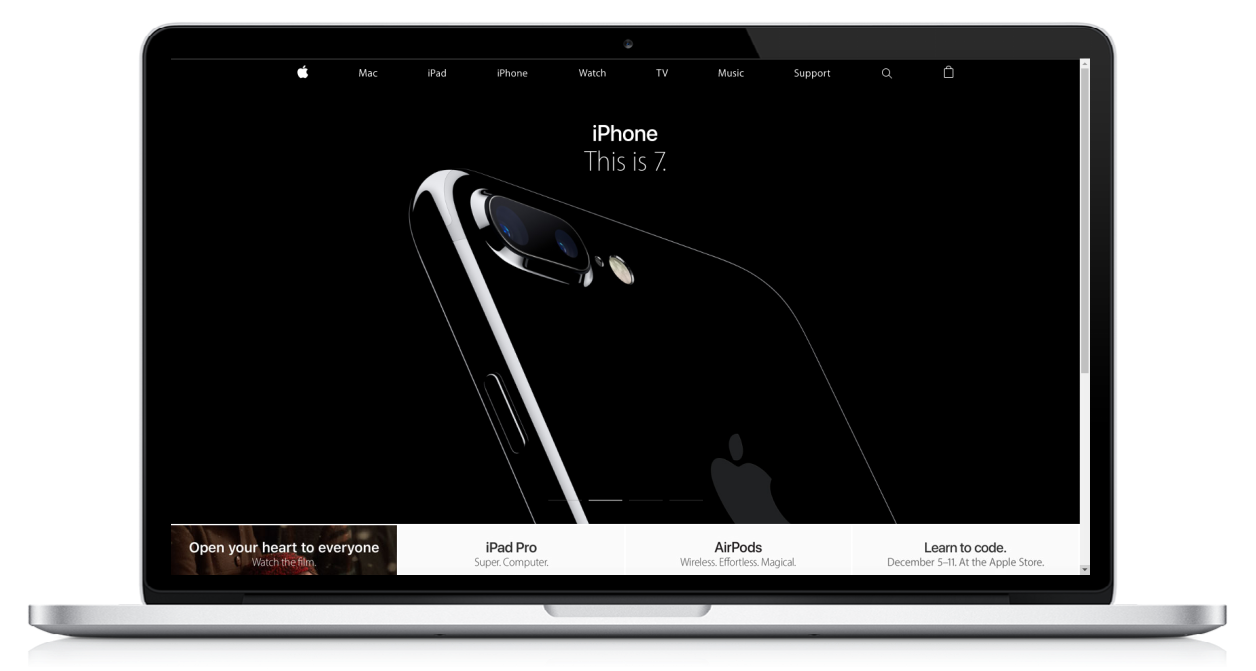 Mac iPad iPhone Watch TV Music Support
iPhone
This is 7.
Open your heart to everyone
Watch the film.
iPad Pro
Super. Computer.
AirPods
Wireless. Effortless. Magical.
Learn to code.
December 5–11. At the Apple Store.